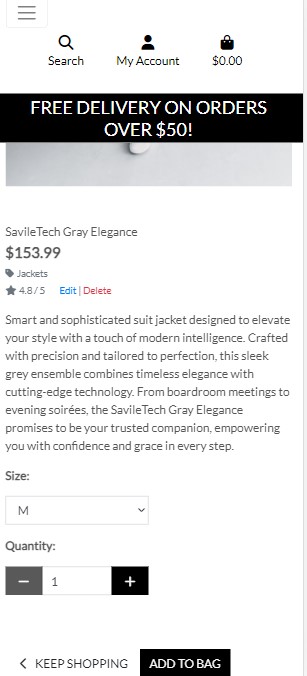 Search
My Account
$0.00
FREE DELIVERY ON ORDERS
OVER $50!
SavileTech Gray Elegance
$153.99
Jackets
4.8 / 5 Edit | Delete
Smart and sophisticated suit jacket designed to elevate
your style with a touch of modern intelligence. Crafted
with precision and tailored to perfection, this sleek
grey ensemble combines timeless elegance with
cutting-edge technology. From boardroom meetings to
evening soirées, the SavileTech Gray Elegance
promises to be your trusted companion, empowering
you with confidence and grace in every step.
Size:
M
Quantity:
− 1 +
KEEP SHOPPING ADD TO BAG